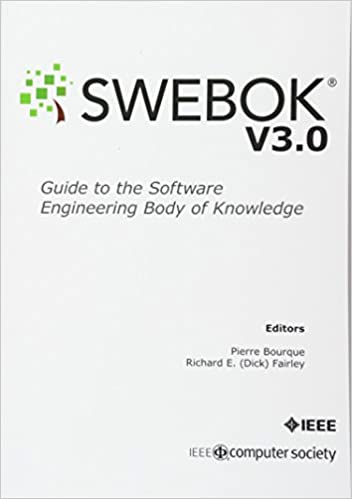 SWEBOK®
V3.0
Guide to the Software
Engineering Body of Knowledge
Editors
Pierre Bourque
Richard E. (Dick) Fairley
IEEE
IEEE computer society